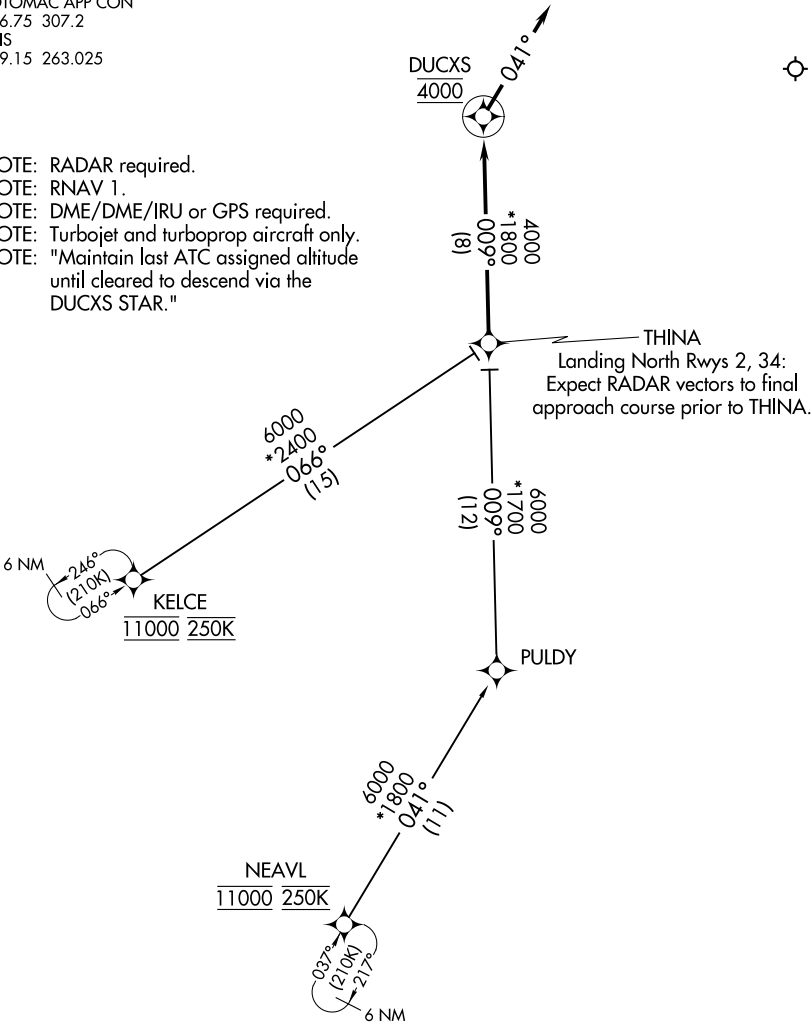 OTOMAC APP CON
6.75 307.2
IS
9.15 263.025
DUCXS
4000
041°
OTE: RADAR required.
OTE: RNAV 1.
OTE: DME/DME/IRU or GPS required.
OTE: Turbojet and turboprop aircraft only.
OTE: "Maintain last ATC assigned altitude
until cleared to descend via the
DUCXS STAR."
4000
*1800
009°
(8)
THINA
Landing North Rwys 2, 34:
Expect RADAR vectors to final
approach course prior to THINA.
6000
*2400
066°
(15)
6000
*1700
009°
(12)
6 NM
246°
(210K)
066°
KELCE
11000 250K
PULDY
6000
*1800
041°
(11)
NEAVL
11000 250K
037°
(210K)
217°
6 NM